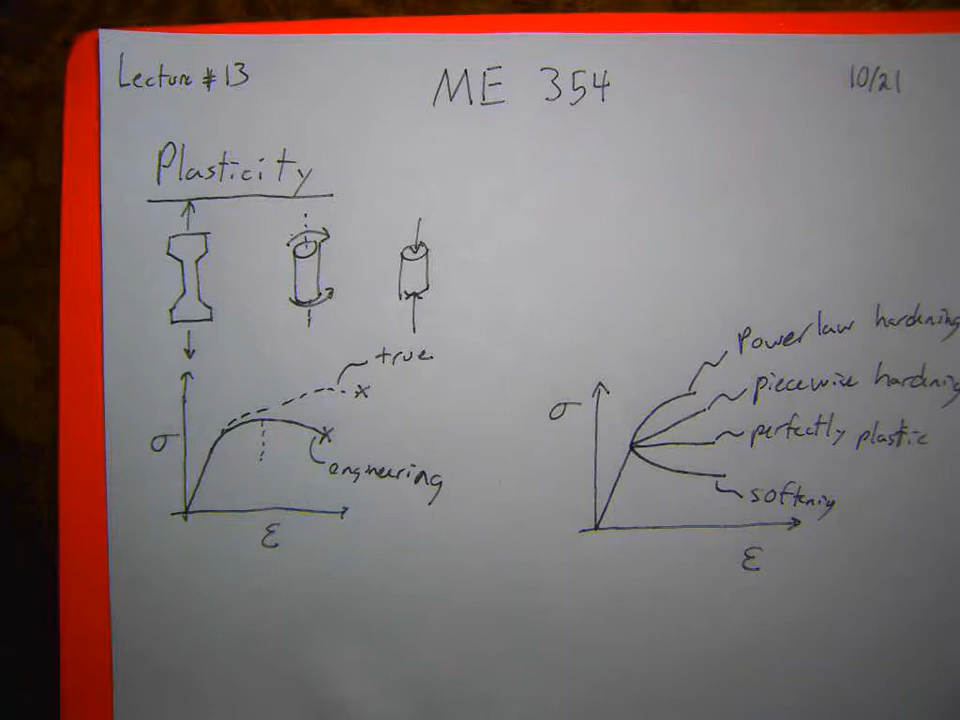 Lecture # 13
ME 354
10/21
Plasticity
true
x
σ
x
engineering
ε
Power law hardening
piecewise hardening
σ
perfectly plastic
softening
ε